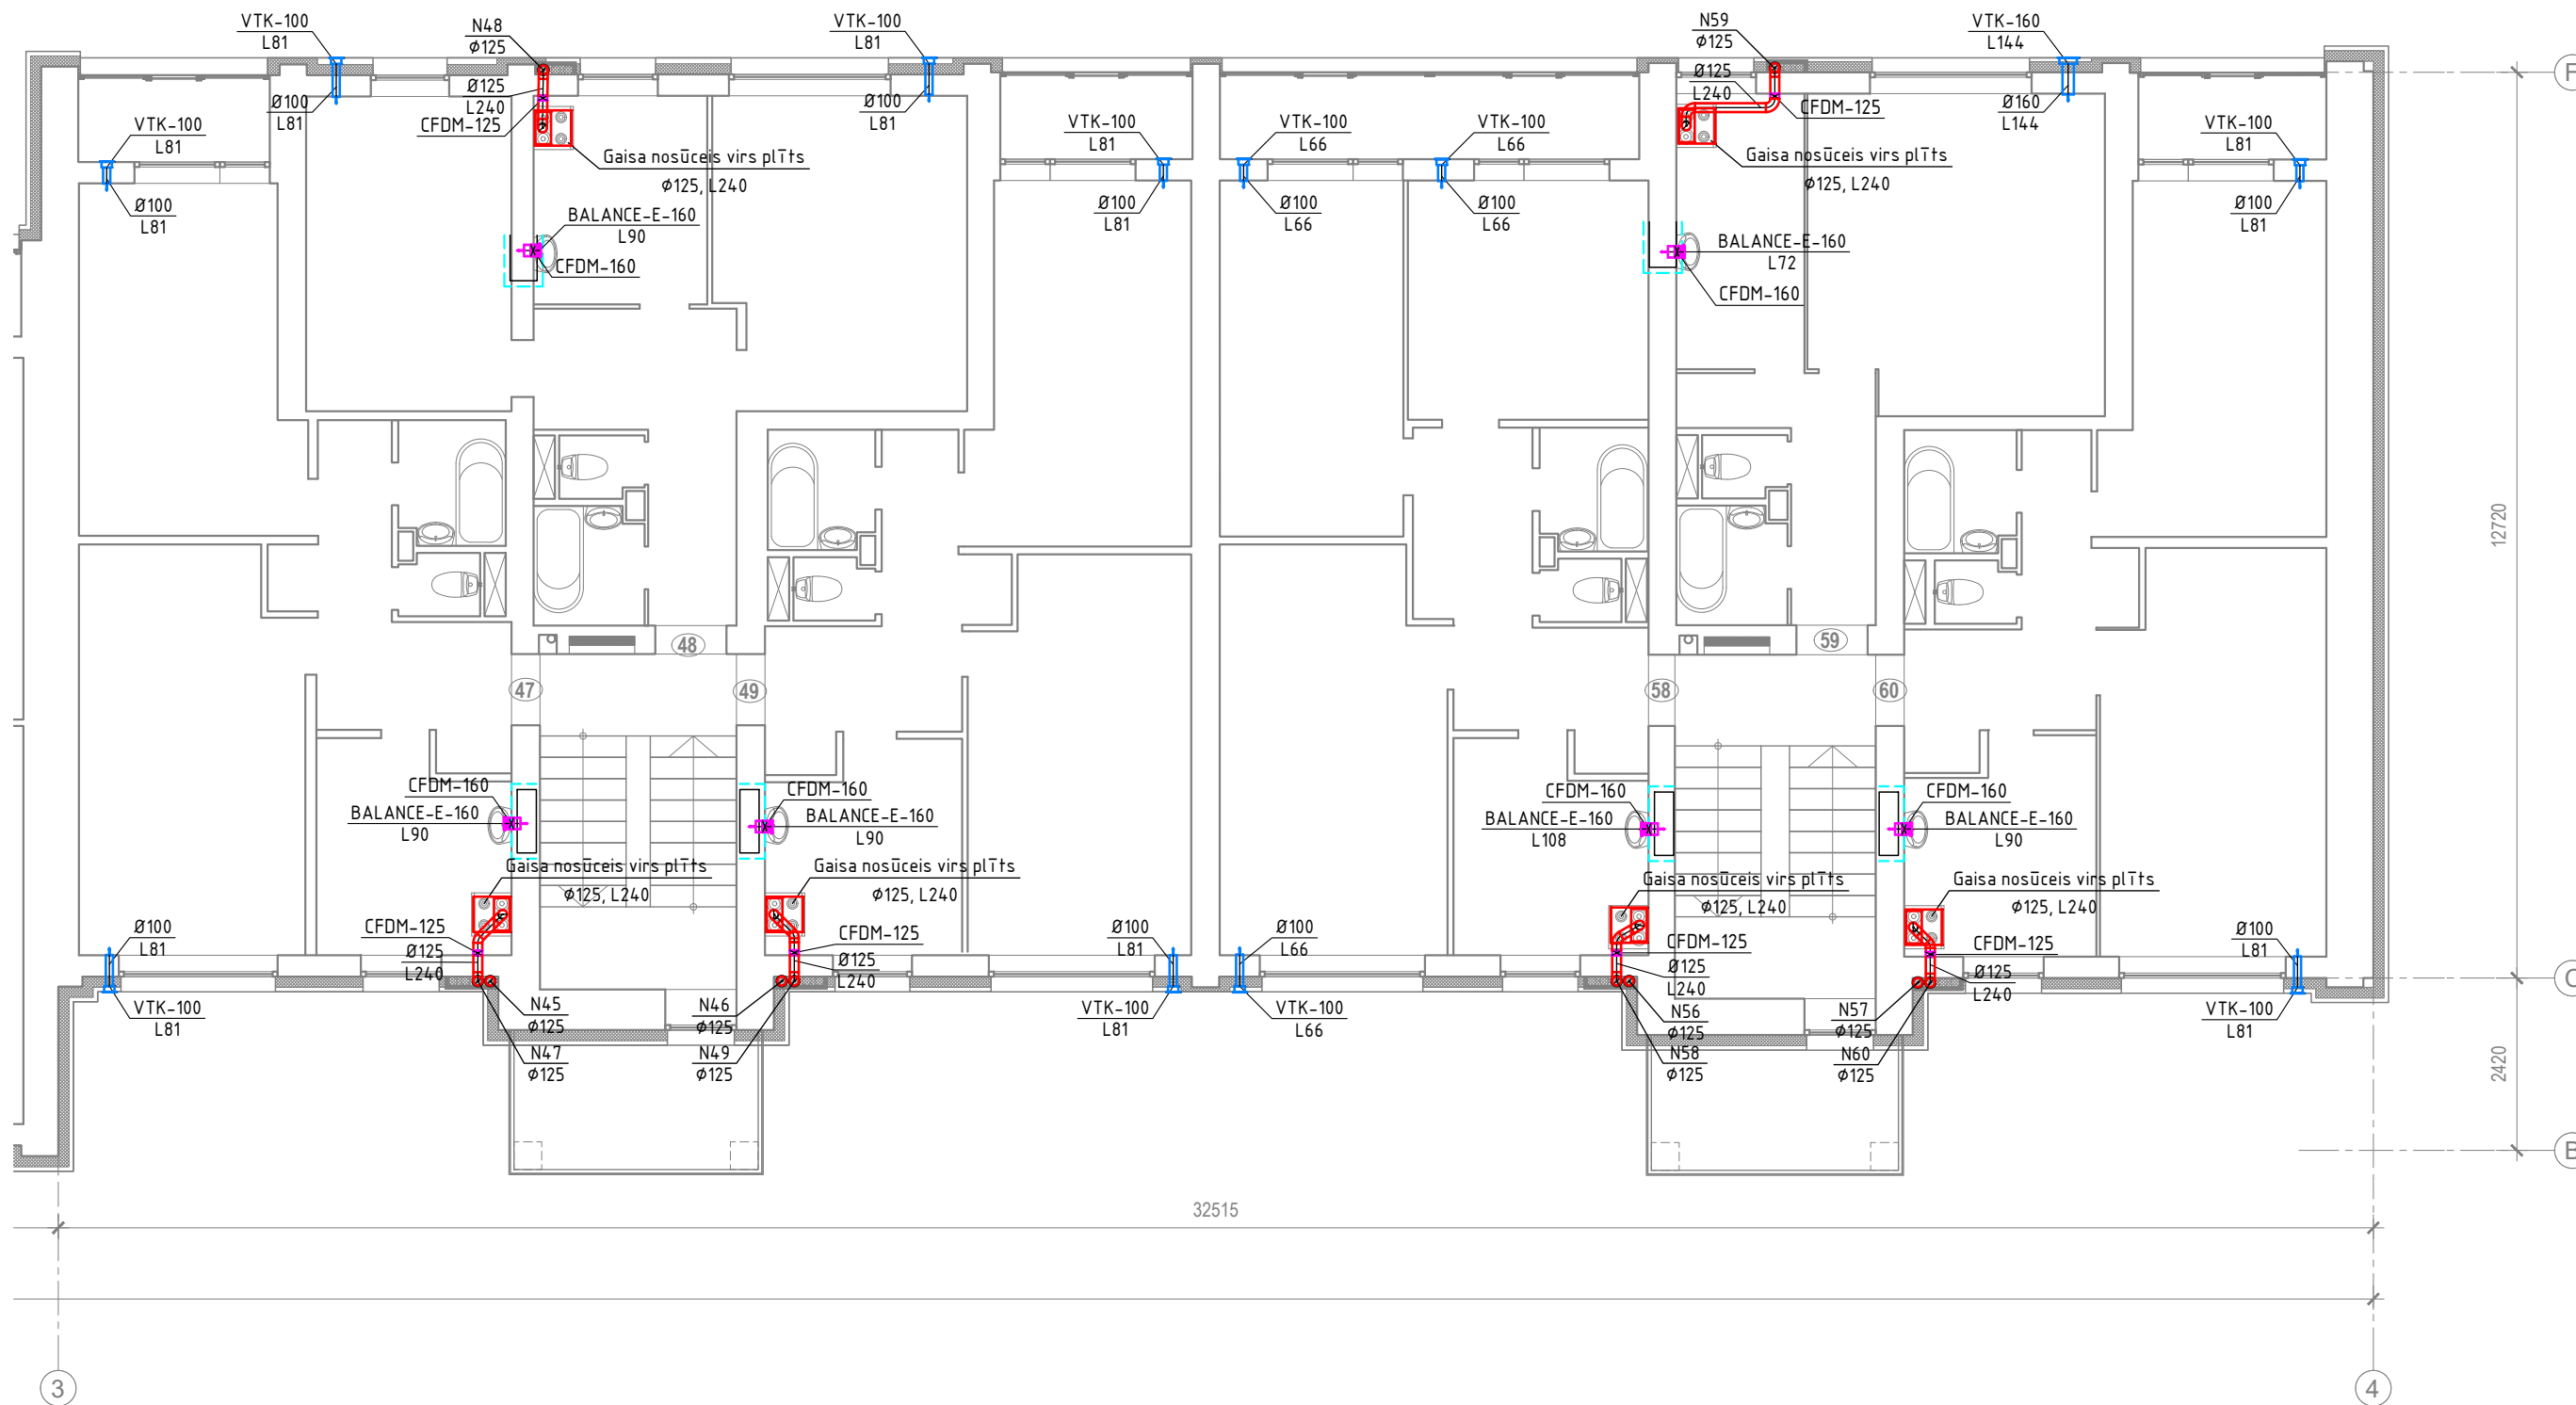 VTK-100
L81
N48
ϕ125
VTK-100
L81
N59
ϕ125
VTK-160
L144
F
Ø100
L81
Ø125
L240
CFDM-125
Ø100
L81
Ø125
L240
CFDM-125
Ø160
L144
VTK-100
L81
Gaisa nosūceis virs plīts
ϕ125, L240
VTK-100
L81
VTK-100
L66
VTK-100
L66
Gaisa nosūceis virs plīts
ϕ125, L240
VTK-100
L81
Ø100
L81
BALANCE-E-160
L90
CFDM-160
Ø100
L81
Ø100
L66
Ø100
L66
BALANCE-E-160
L72
CFDM-160
Ø100
L81
12720
48
59
47
49
58
60
CFDM-160
BALANCE-E-160
L90
CFDM-160
BALANCE-E-160
L90
CFDM-160
BALANCE-E-160
L108
CFDM-160
BALANCE-E-160
L90
Gaisa nosūceis virs plīts
ϕ125, L240
Gaisa nosūceis virs plīts
ϕ125, L240
Gaisa nosūceis virs plīts
ϕ125, L240
Gaisa nosūceis virs plīts
ϕ125, L240
Ø100
L81
CFDM-125
Ø125
L240
CFDM-125
Ø125
L240
Ø100
L81
Ø100
L66
CFDM-125
Ø125
L240
CFDM-125
Ø125
L240
Ø100
L81
C
VTK-100
L81
N45
ϕ125
N46
ϕ125
VTK-100
L81
VTK-100
L66
N56
ϕ125
N57
ϕ125
VTK-100
L81
N47
ϕ125
N49
ϕ125
N58
ϕ125
N60
ϕ125
2420
B
32515
3
4